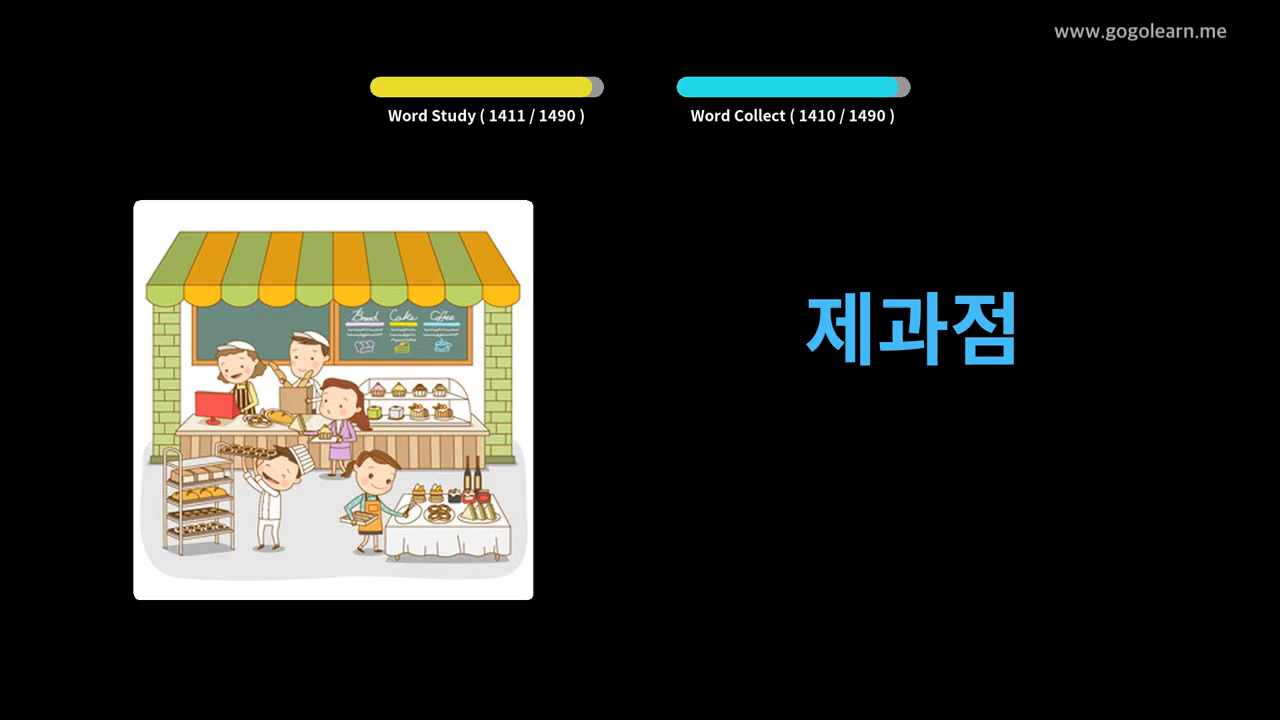 www.gogolearn.me
Word Study ( 1411 / 1490 )
Word Collect ( 1410 / 1490 )
Bread Cake Coffee
제과점